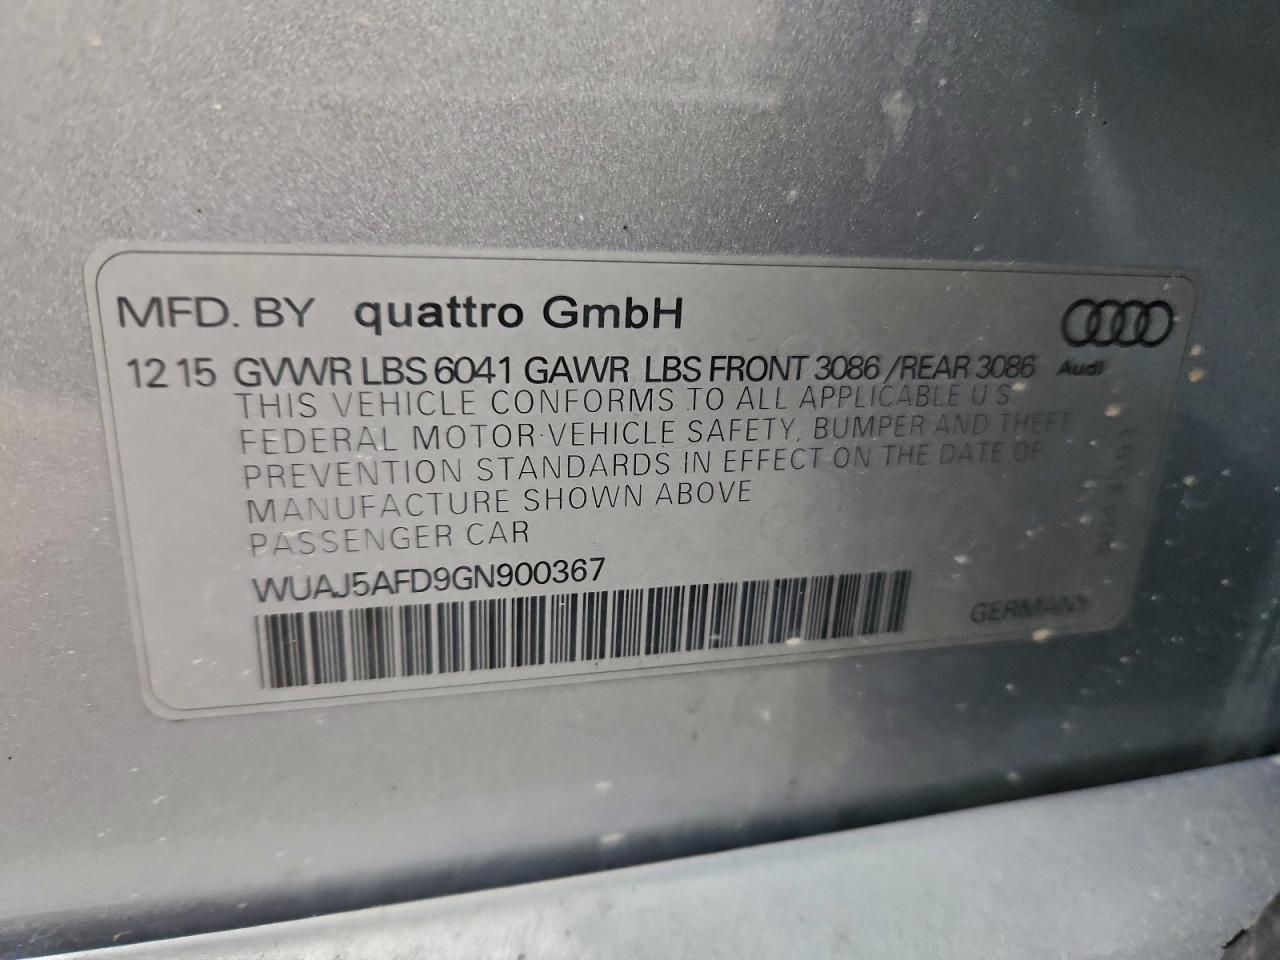 MFD. BY quattro GmbH
12 15 GVWR LBS 6041 GAWR LBS FRONT 3086 /REAR 3086 Audi
THIS VEHICLE CONFORMS TO ALL APPLICABLE U S
FEDERAL MOTOR VEHICLE SAFETY, BUMPER AND THEFT
PREVENTION STANDARDS IN EFFECT ON THE DATE OF
MANUFACTURE SHOWN ABOVE
PASSENGER CAR
WUAJ5AFD9GN900367
GERMANY